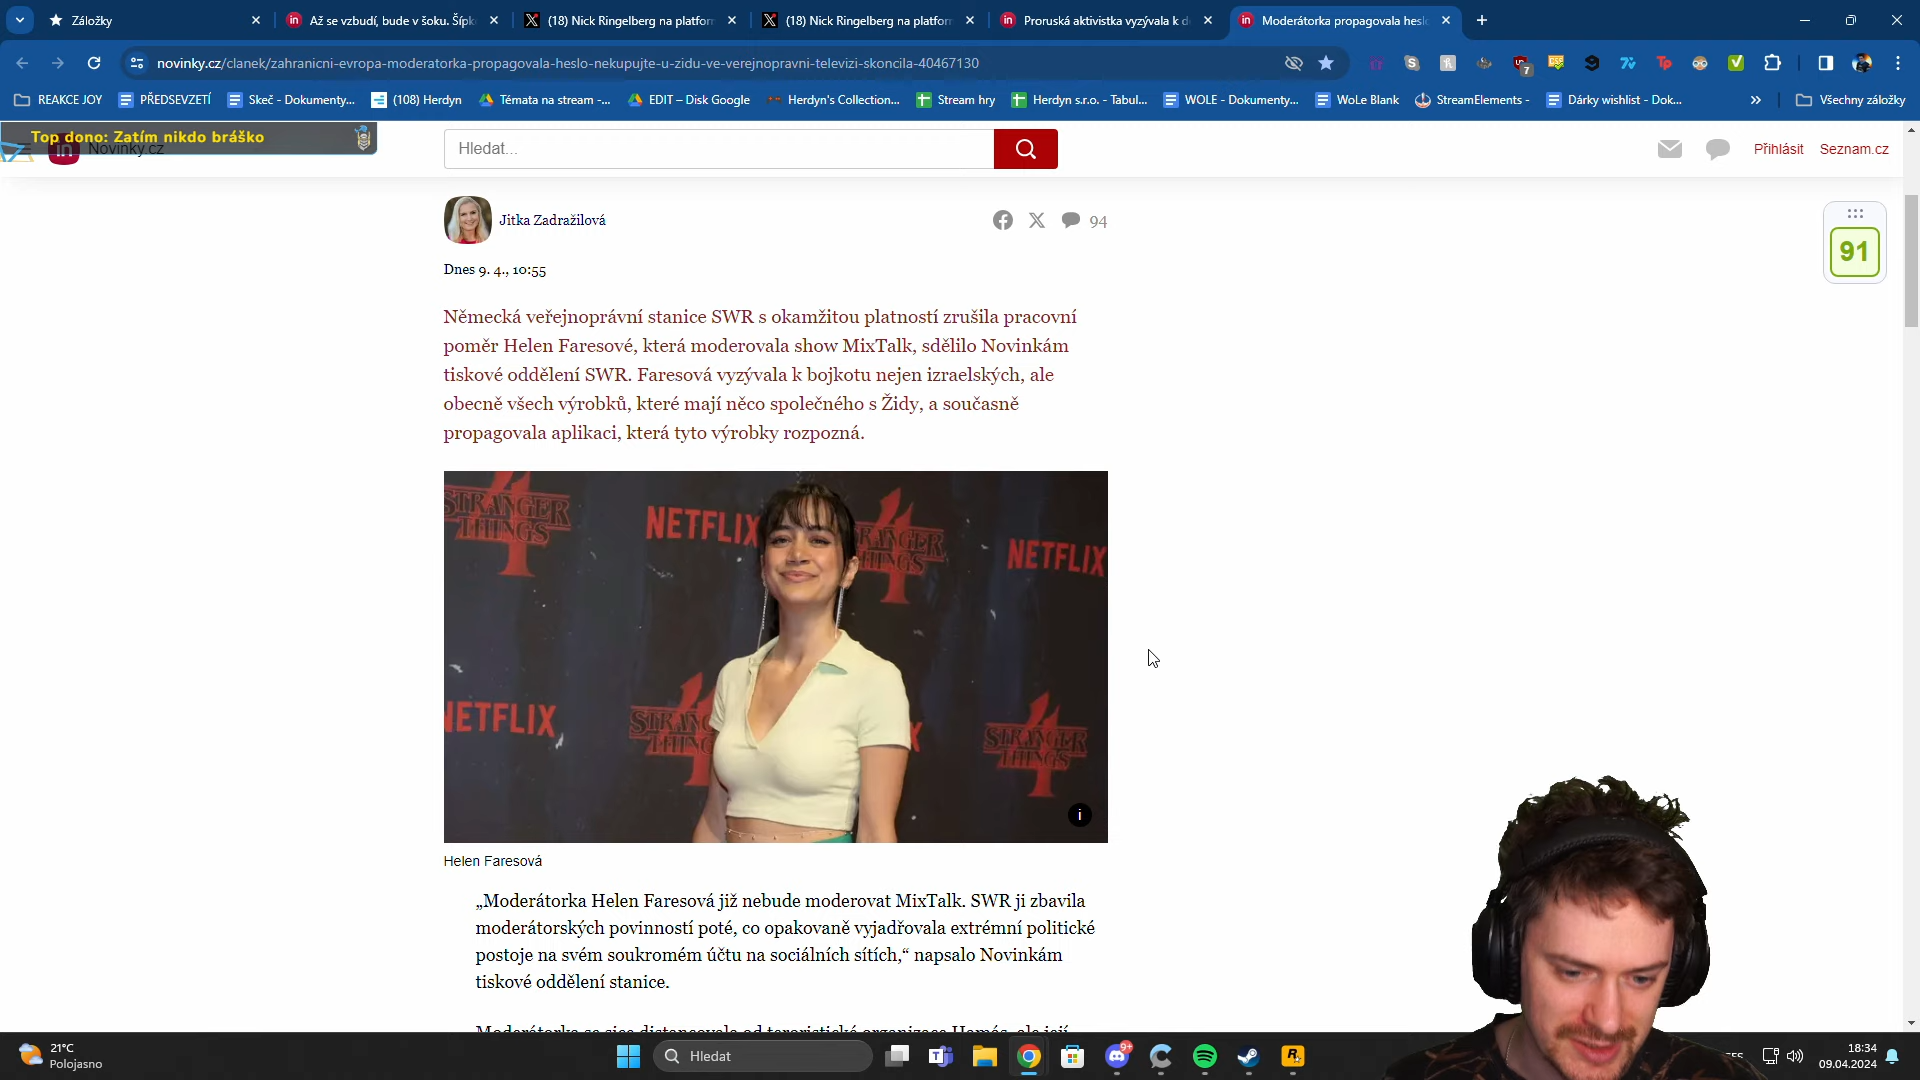 Záložky
Až se vzbudí, bude v šoku. Šípk
(18) Nick Ringelberg na platfor
(18) Nick Ringelberg na platfor
Proruská aktivistka vyzývala k d
Moderátorka propagovala hesl
novinky.cz/clanek/zahranicni-evropa-moderatorka-propagovala-heslo-nekupujte-u-zidu-ve-verejnopravni-televizi-skoncila-40467130
REAKCE JOY
PŘEDSEVZETÍ
Skeč - Dokumenty...
(108) Herdyn
Témata na stream -...
EDIT – Disk Google
Herdyn's Collection...
Stream hry
Herdyn s.r.o. - Tabul...
WOLE - Dokumenty...
WoLe Blank
StreamElements -
Dárky wishlist - Dok...
»
Všechny záložky
Top dono: Zatím nikdo bráško
Novinky.cz
Hledat...
Přihlásit
Seznam.cz
Jitka Zadražilová
94
91
Dnes 9. 4., 10:55
Německá veřejnoprávní stanice SWR s okamžitou platností zrušila pracovní
poměr Helen Faresové, která moderovala show MixTalk, sdělilo Novinkám
tiskové oddělení SWR. Faresová vyzývala k bojkotu nejen izraelských, ale
obecně všech výrobků, které mají něco společného s Židy, a současně
propagovala aplikaci, která tyto výrobky rozpozná.
STRANGER
THINGS
NETFLIX
STRANGER
THINGS
NETFLIX
NETFLIX
STRANGER
THINGS
Helen Faresová
„Moderátorka Helen Faresová již nebude moderovat MixTalk. SWR ji zbavila
moderátorských povinností poté, co opakovaně vyjadřovala extrémní politické
postoje na svém soukromém účtu na sociálních sítích,“ napsalo Novinkám
tiskové oddělení stanice.
Moderátorka se sice distancovala od teroristické organizace Hamás, ale její
21°C
Polojasno
Hledat
9+
18:34
09.04.2024